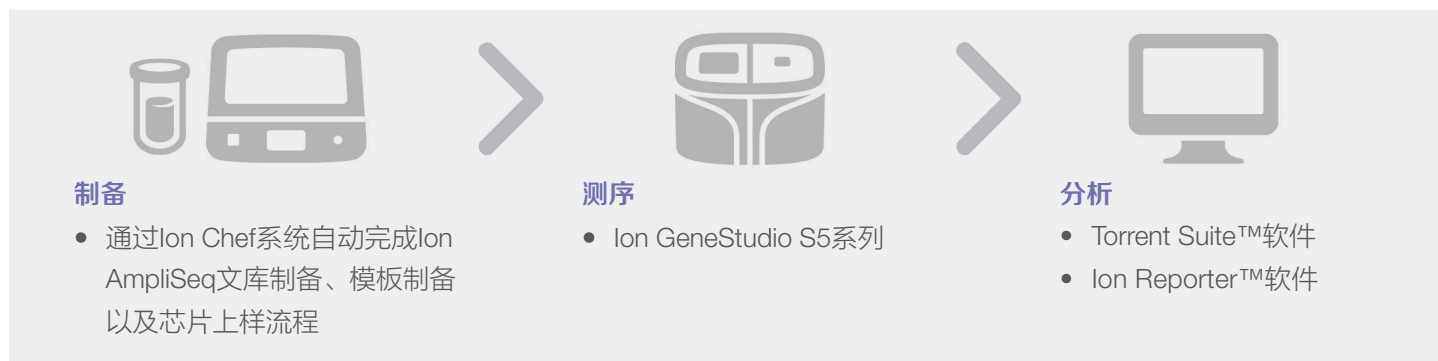 制备
• 通过Ion Chef系统自动完成Ion
AmpliSeq文库制备、模板制备
以及芯片上样流程
测序
• Ion GeneStudio S5系列
分析
• Torrent Suite™软件
• Ion Reporter™软件